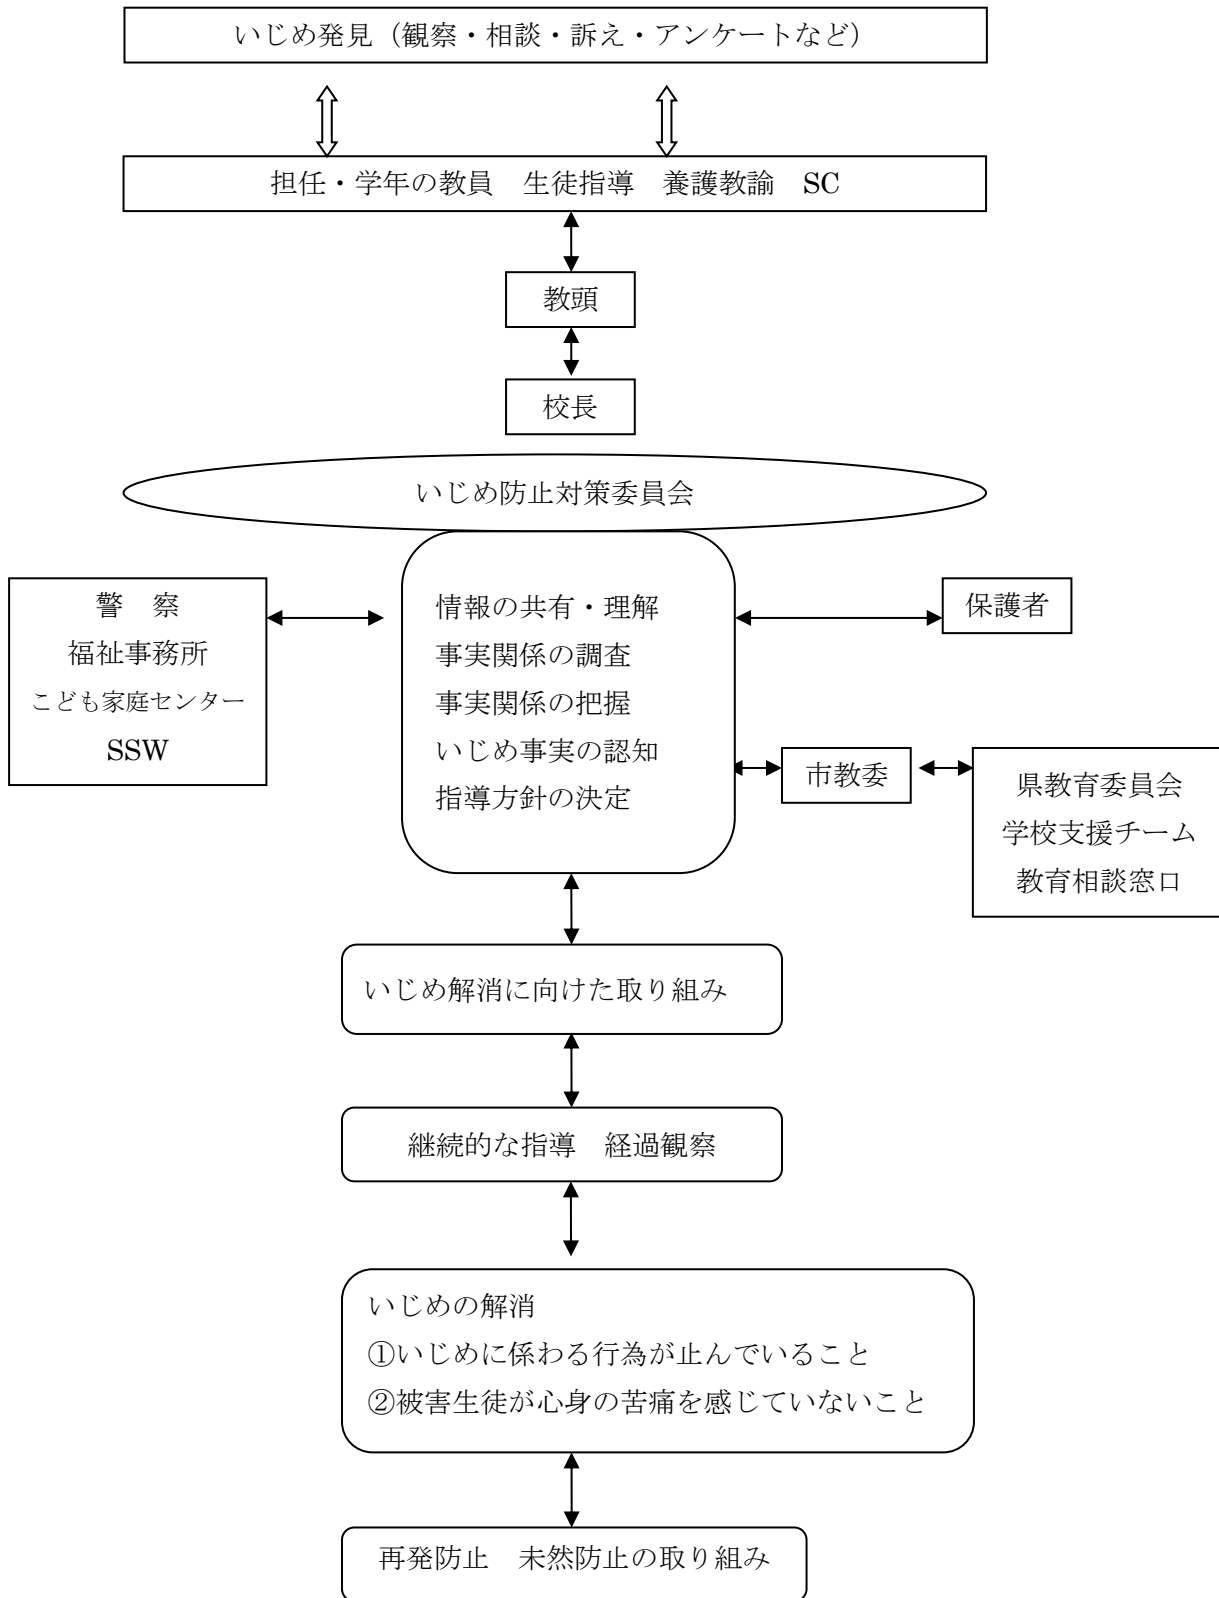 いじめ発見（観察・相談・訴え・アンケートなど）
担任・学年の教員　生徒指導　養護教諭　SC
教頭
校長
いじめ防止対策委員会
警　察
福祉事務所
こども家庭センター
SSW
情報の共有・理解
事実関係の調査
事実関係の把握
いじめ事実の認知
指導方針の決定
保護者
市教委
県教育委員会
学校支援チーム
教育相談窓口
いじめ解消に向けた取り組み
継続的な指導　経過観察
いじめの解消
①いじめに係わる行為が止んでいること
②被害生徒が心身の苦痛を感じていないこと
再発防止　未然防止の取り組み